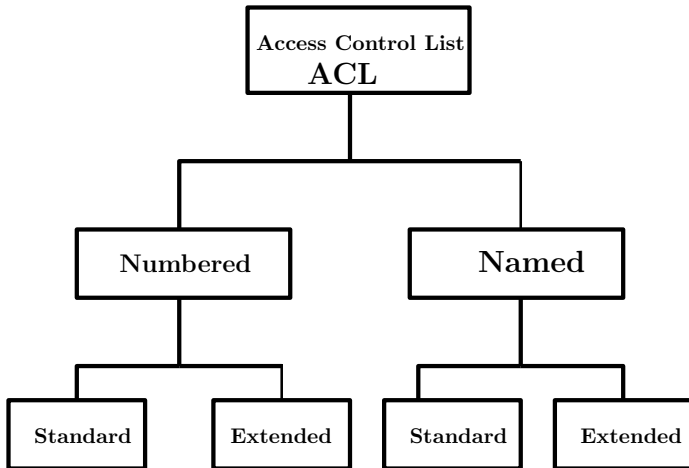 Access Control List
ACL
Numbered
Named
Standard
Extended
Standard
Extended